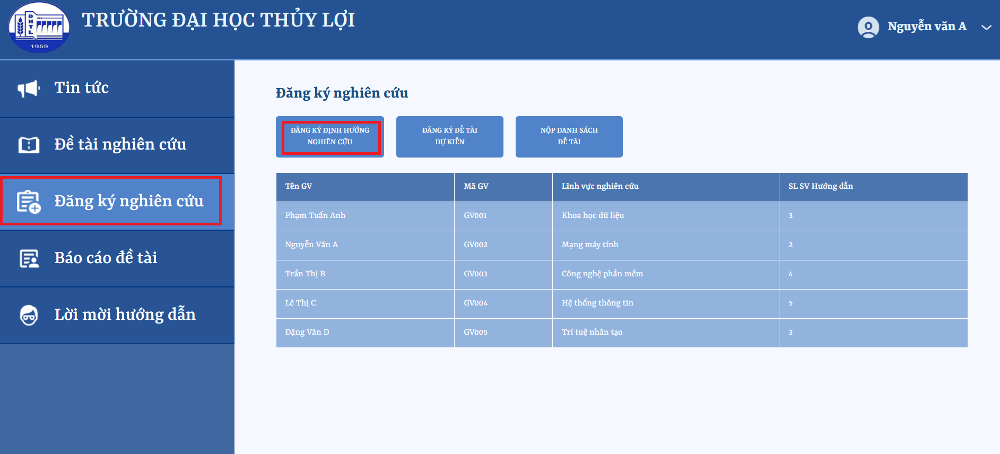 ĐHTL
1959
TRƯỜNG ĐẠI HỌC THỦY LỢI
Nguyễn văn A
Tin tức
Đề tài nghiên cứu
Đăng ký nghiên cứu
Báo cáo đề tài
Lời mời hướng dẫn
Đăng ký nghiên cứu
ĐĂNG KÝ ĐỊNH HƯỚNG
NGHIÊN CỨU
ĐĂNG KÝ ĐỀ TÀI
DỰ KIẾN
NỘP DANH SÁCH
ĐỀ TÀI
Tên GV Mã GV Lĩnh vực nghiên cứu SL SV Hướng dẫn
Phạm Tuấn Anh GV001 Khoa học dữ liệu 3
Nguyễn Văn A GV002 Mạng máy tính 2
Trần Thị B GV003 Công nghệ phần mềm 4
Lê Thị C GV004 Hệ thống thông tin 5
Đặng Văn D GV005 Trí tuệ nhân tạo 3